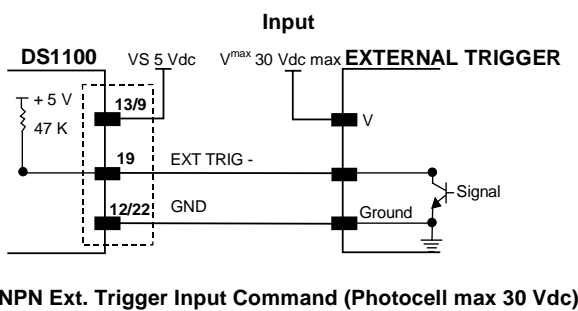 Input
DS1100 VS 5 Vdc Vmax 30 Vdc max EXTERNAL TRIGGER
+ 5 V
13/9
V
47 K
19 EXT TRIG -
Signal
12/22 GND
Ground
NPN Ext. Trigger Input Command (Photocell max 30 Vdc)